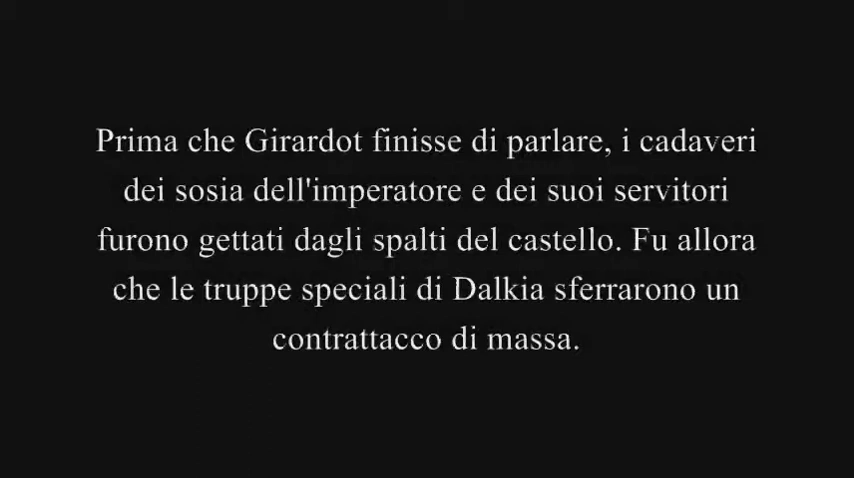 Prima che Girardot finisse di parlare, i cadaveri
dei sosia dell'imperatore e dei suoi servitori
furono gettati dagli spalti del castello. Fu allora
che le truppe speciali di Dalkia sferrarono un
contrattacco di massa.